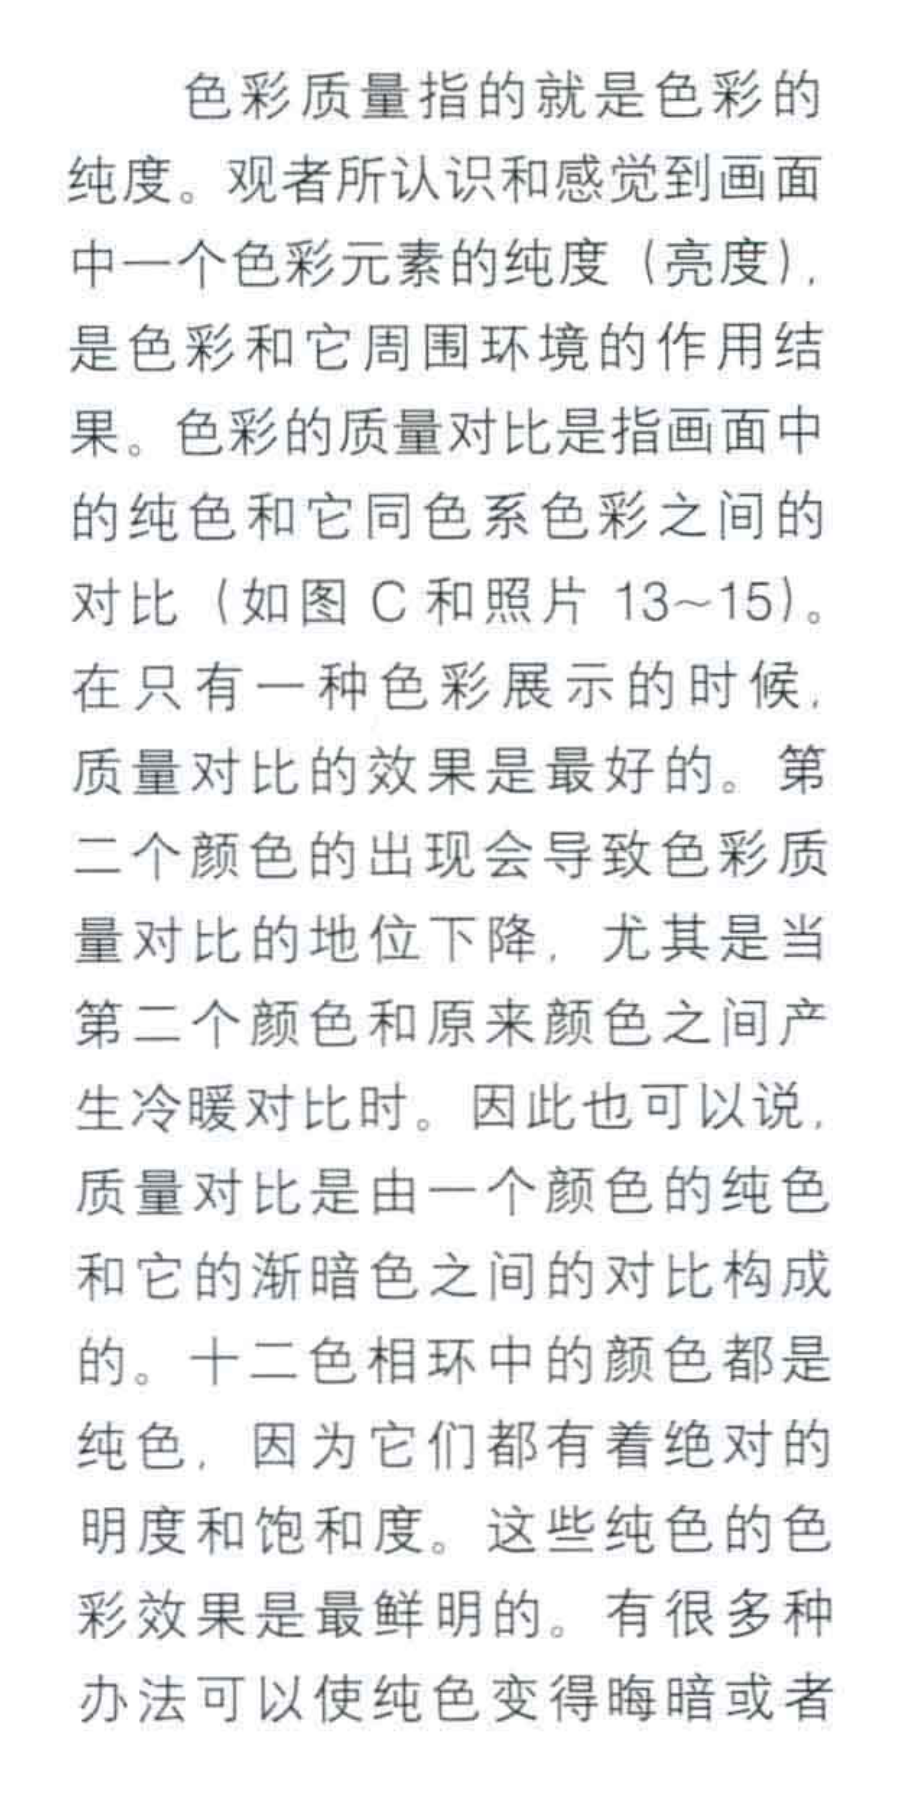 色彩质量指的就是色彩的
纯度。观者所认识和感觉到画面
中一个色彩元素的纯度（亮度），
是色彩和它周围环境的作用结
果。色彩的质量对比是指画面中
的纯色和它同色系色彩之间的
对比（如图 C 和照片 13~15）。
在只有一种色彩展示的时候，
质量对比的效果是最好的。第
二个颜色的出现会导致色彩质
量对比的地位下降，尤其是当
第二个颜色和原来颜色之间产
生冷暖对比时。因此也可以说，
质量对比是由一个颜色的纯色
和它的渐暗色之间的对比构成
的。十二色相环中的颜色都是
纯色，因为它们都有着绝对的
明度和饱和度。这些纯色的色
彩效果是最鲜明的。有很多种
办法可以使纯色变得晦暗或者